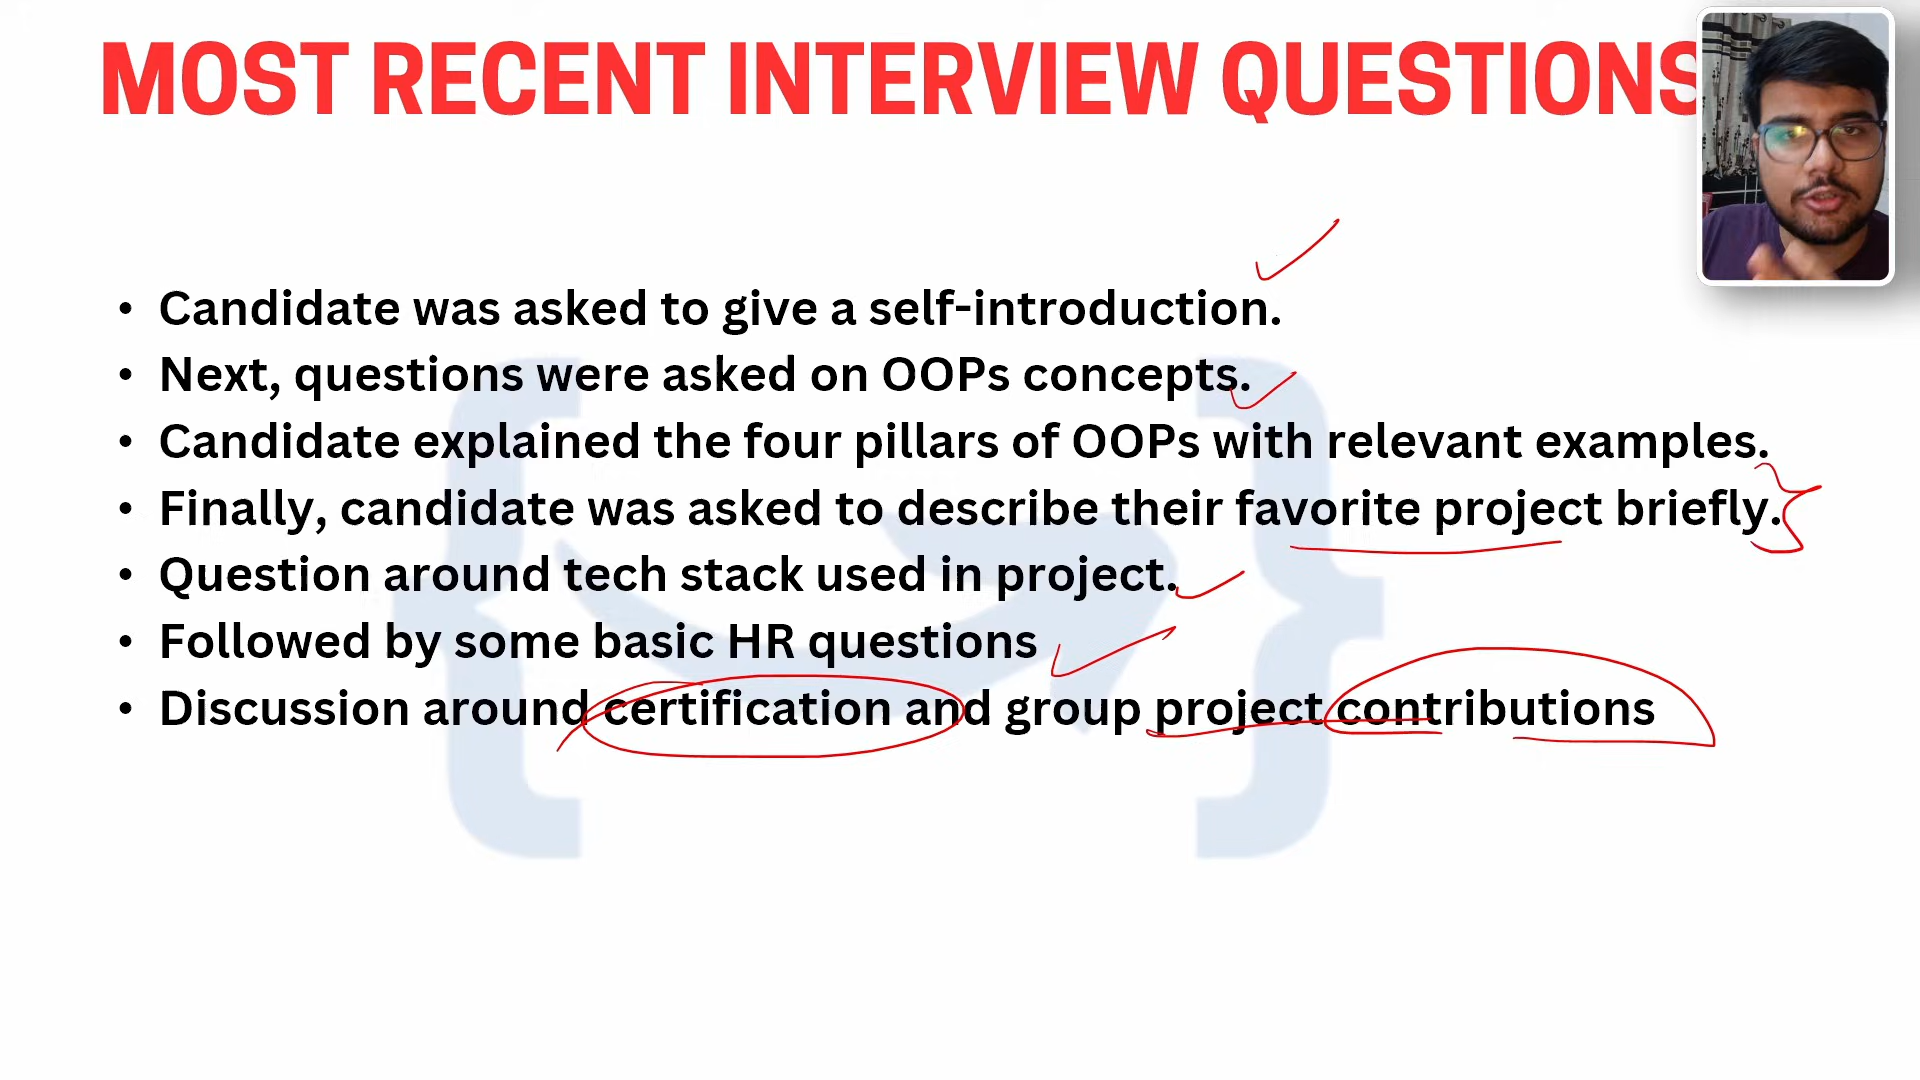 MOST RECENT INTERVIEW QUESTIONS
• Candidate was asked to give a self-introduction.
• Next, questions were asked on OOPs concepts.
• Candidate explained the four pillars of OOPs with relevant examples.
• Finally, candidate was asked to describe their favorite project briefly.
• Question around tech stack used in project.
• Followed by some basic HR questions
• Discussion around certification and group project contributions